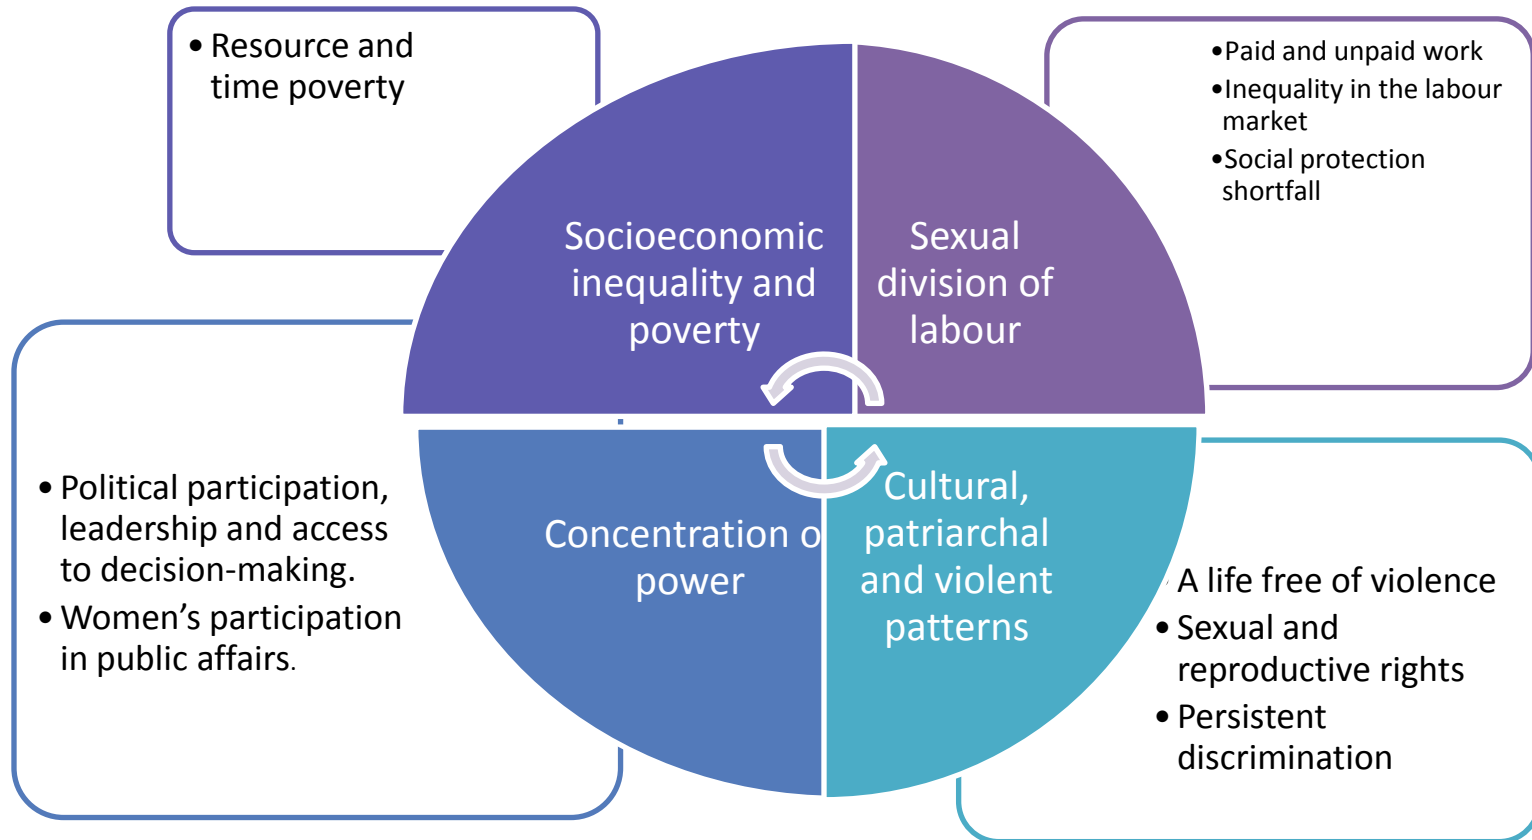 • Resource and
time poverty
•Paid and unpaid work
•Inequality in the labour
market
•Social protection
shortfall
Socioeconomic
inequality and
poverty
Sexual
division of
labour
• Political participation,
leadership and access
to decision-making.
• Women’s participation
in public affairs.
Concentration o
power
Cultural,
patriarchal
and violent
patterns
• A life free of violence
• Sexual and
reproductive rights
• Persistent
discrimination